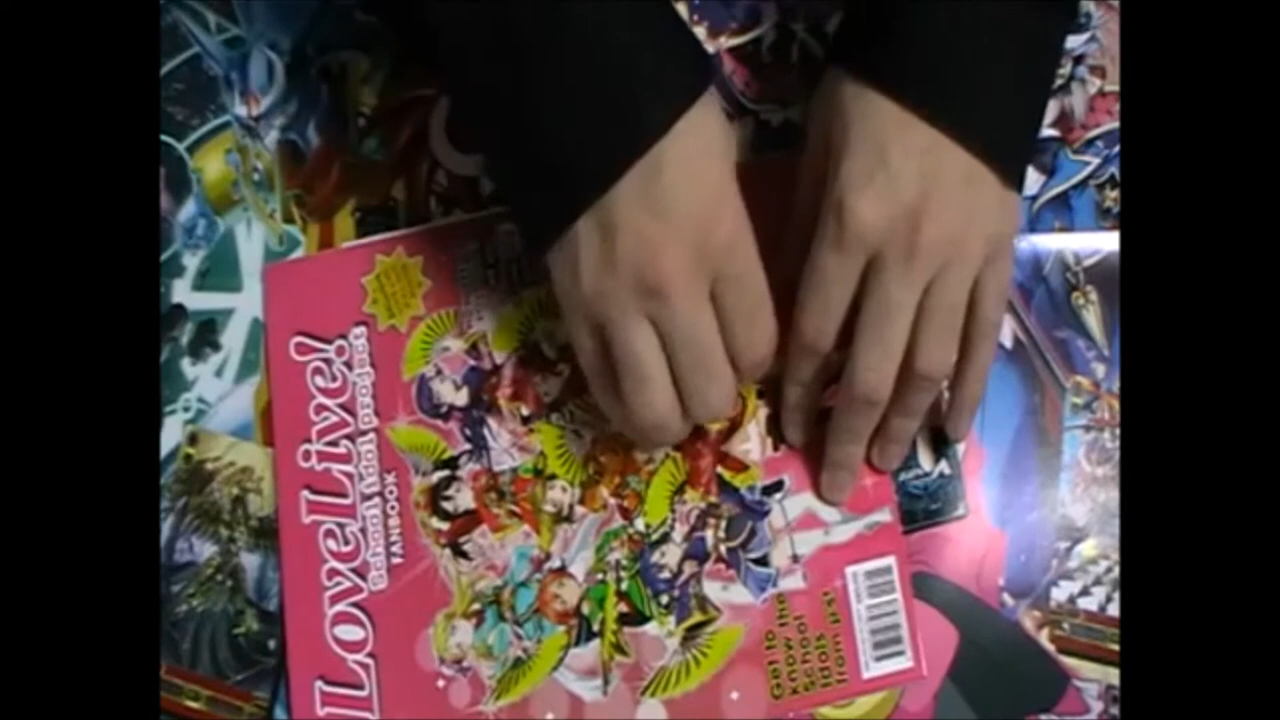 LoveLive!
School idol project
FANBOOK
Get to
know the
School
Idols
from μ's!